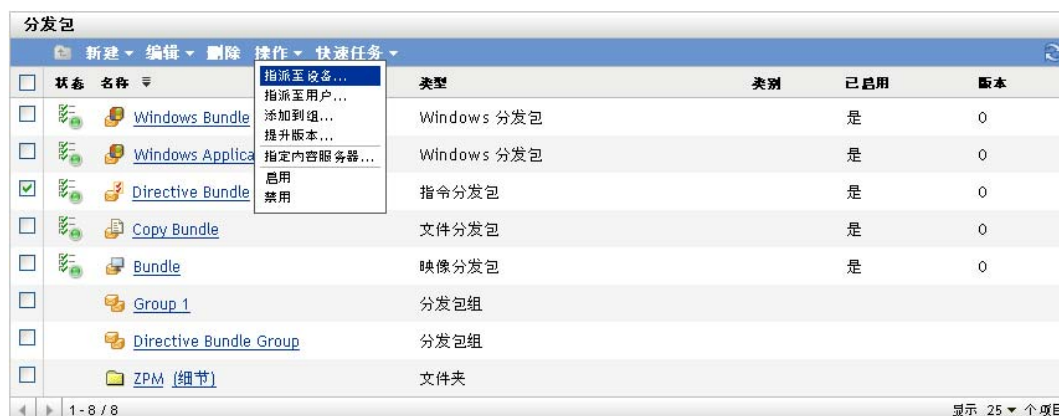 分发包
新建 编辑 删除 操作 快速任务
状态 名称 类型 类别 已启用 版本
指派至设备...
指派至用户...
添加到组...
提升版本...
指定内容服务器...
启用
禁用
Windows Bundle Windows 分发包 是 0
Windows Applica Windows 分发包 是 0
Directive Bundle 指令分发包 是 0
Copy Bundle 文件分发包 是 0
Bundle 映像分发包 是 0
Group 1 分发包组
Directive Bundle Group 分发包组
ZPM (细节) 文件夹
1 - 8 / 8 显示 25 个项目